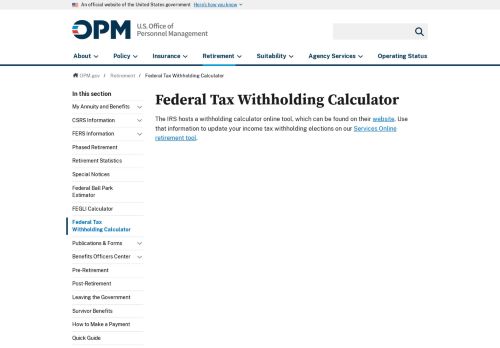 An official website of the United States government Here's how you know
OPM U.S. Office of
Personnel Management
About Policy Insurance Retirement Suitability Agency Services Operating Status
OPM.gov / Retirement / Federal Tax Withholding Calculator
In this section
My Annuity and Benefits
CSRS Information
FERS Information
Phased Retirement
Retirement Statistics
Special Notices
Federal Ball Park
Estimator
FEGLI Calculator
Federal Tax
Withholding Calculator
Publications & Forms
Benefits Officers Center
Pre-Retirement
Post-Retirement
Leaving the Government
Survivor Benefits
How to Make a Payment
Quick Guide
Federal Tax Withholding Calculator
The IRS hosts a withholding calculator online tool, which can be found on their website. Use
that information to update your income tax withholding elections on our Services Online
retirement tool.